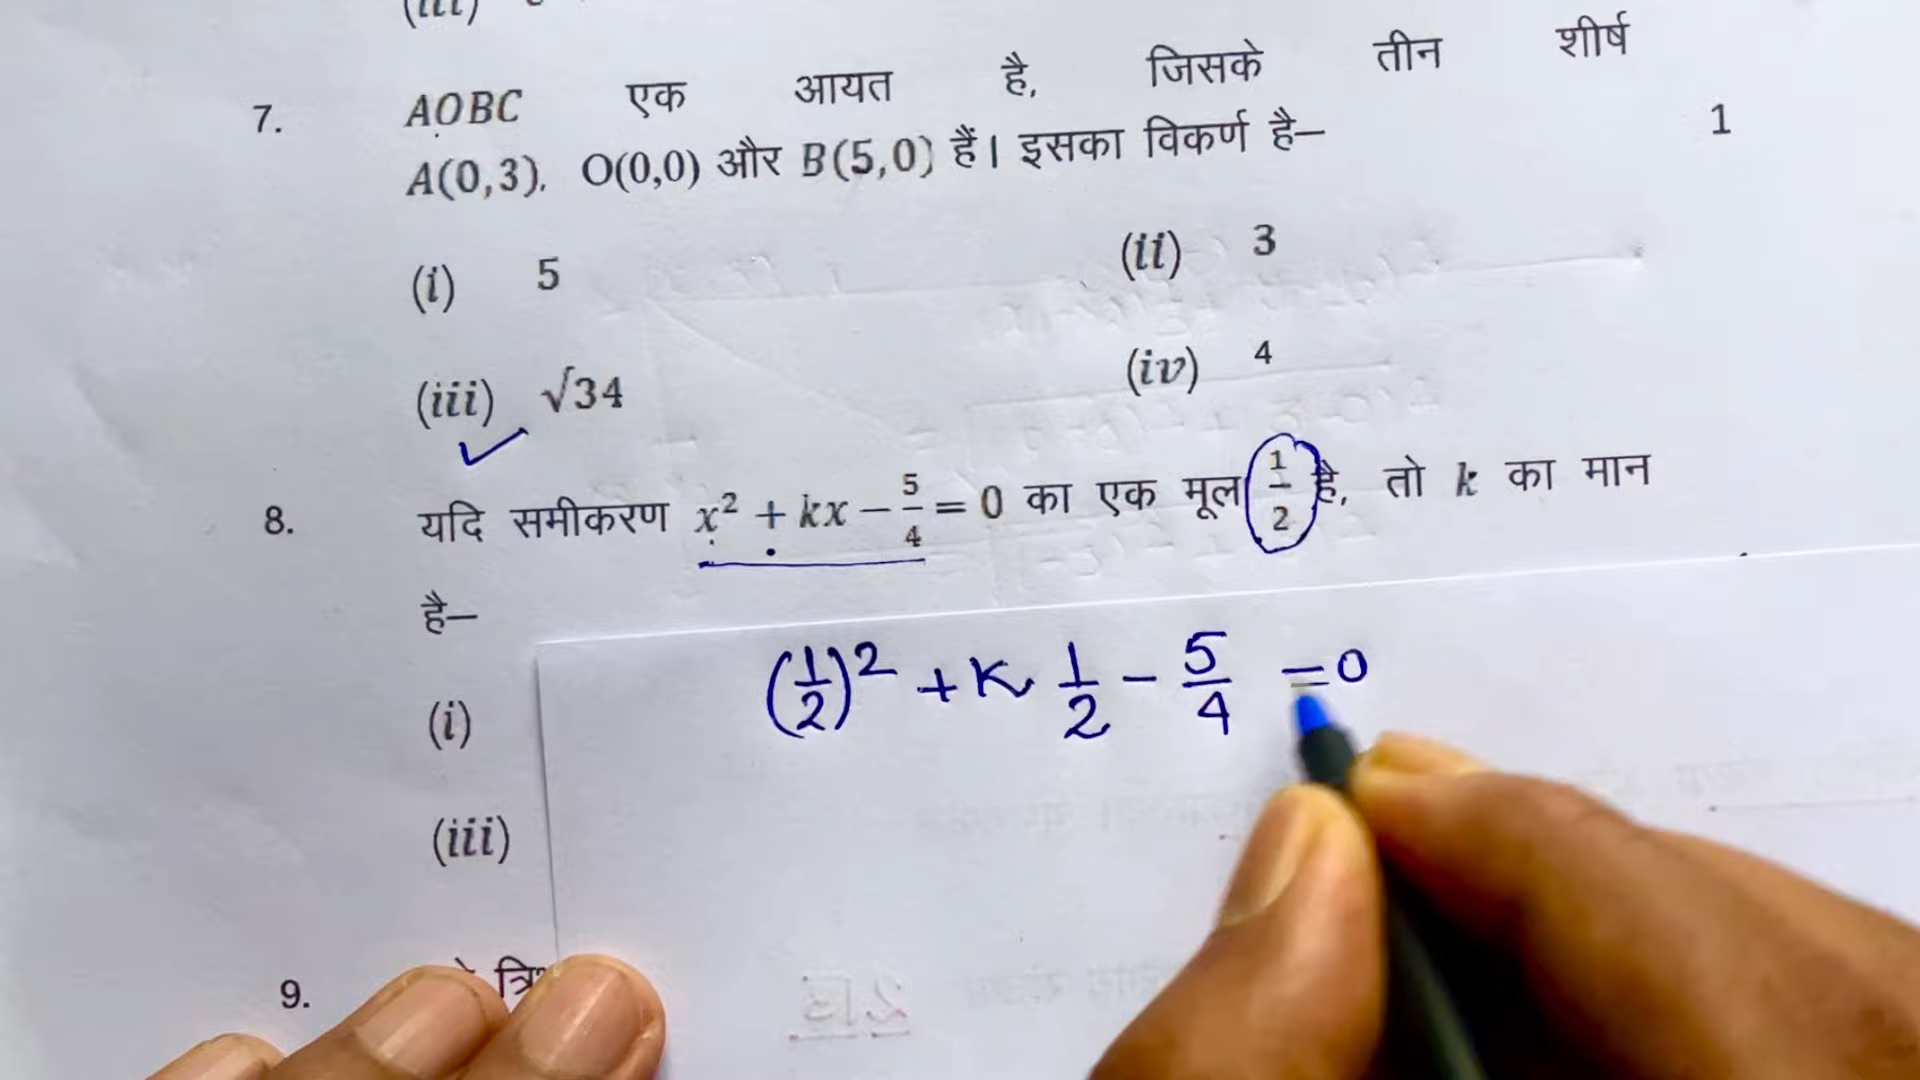 (iii)
7. AOBC एक आयत है, जिसके तीन शीर्ष
A(0,3), O(0,0) और B(5,0) हैं। इसका विकर्ण है– 1
(i) 5 (ii) 3
(iii) √34 (iv) 4
8. यदि समीकरण x² + kx − 5/4 = 0 का एक मूल 1/2 है, तो k का मान
है–
(1/2)² + K 1/2 − 5/4 = 0
(i)
(iii)
9.